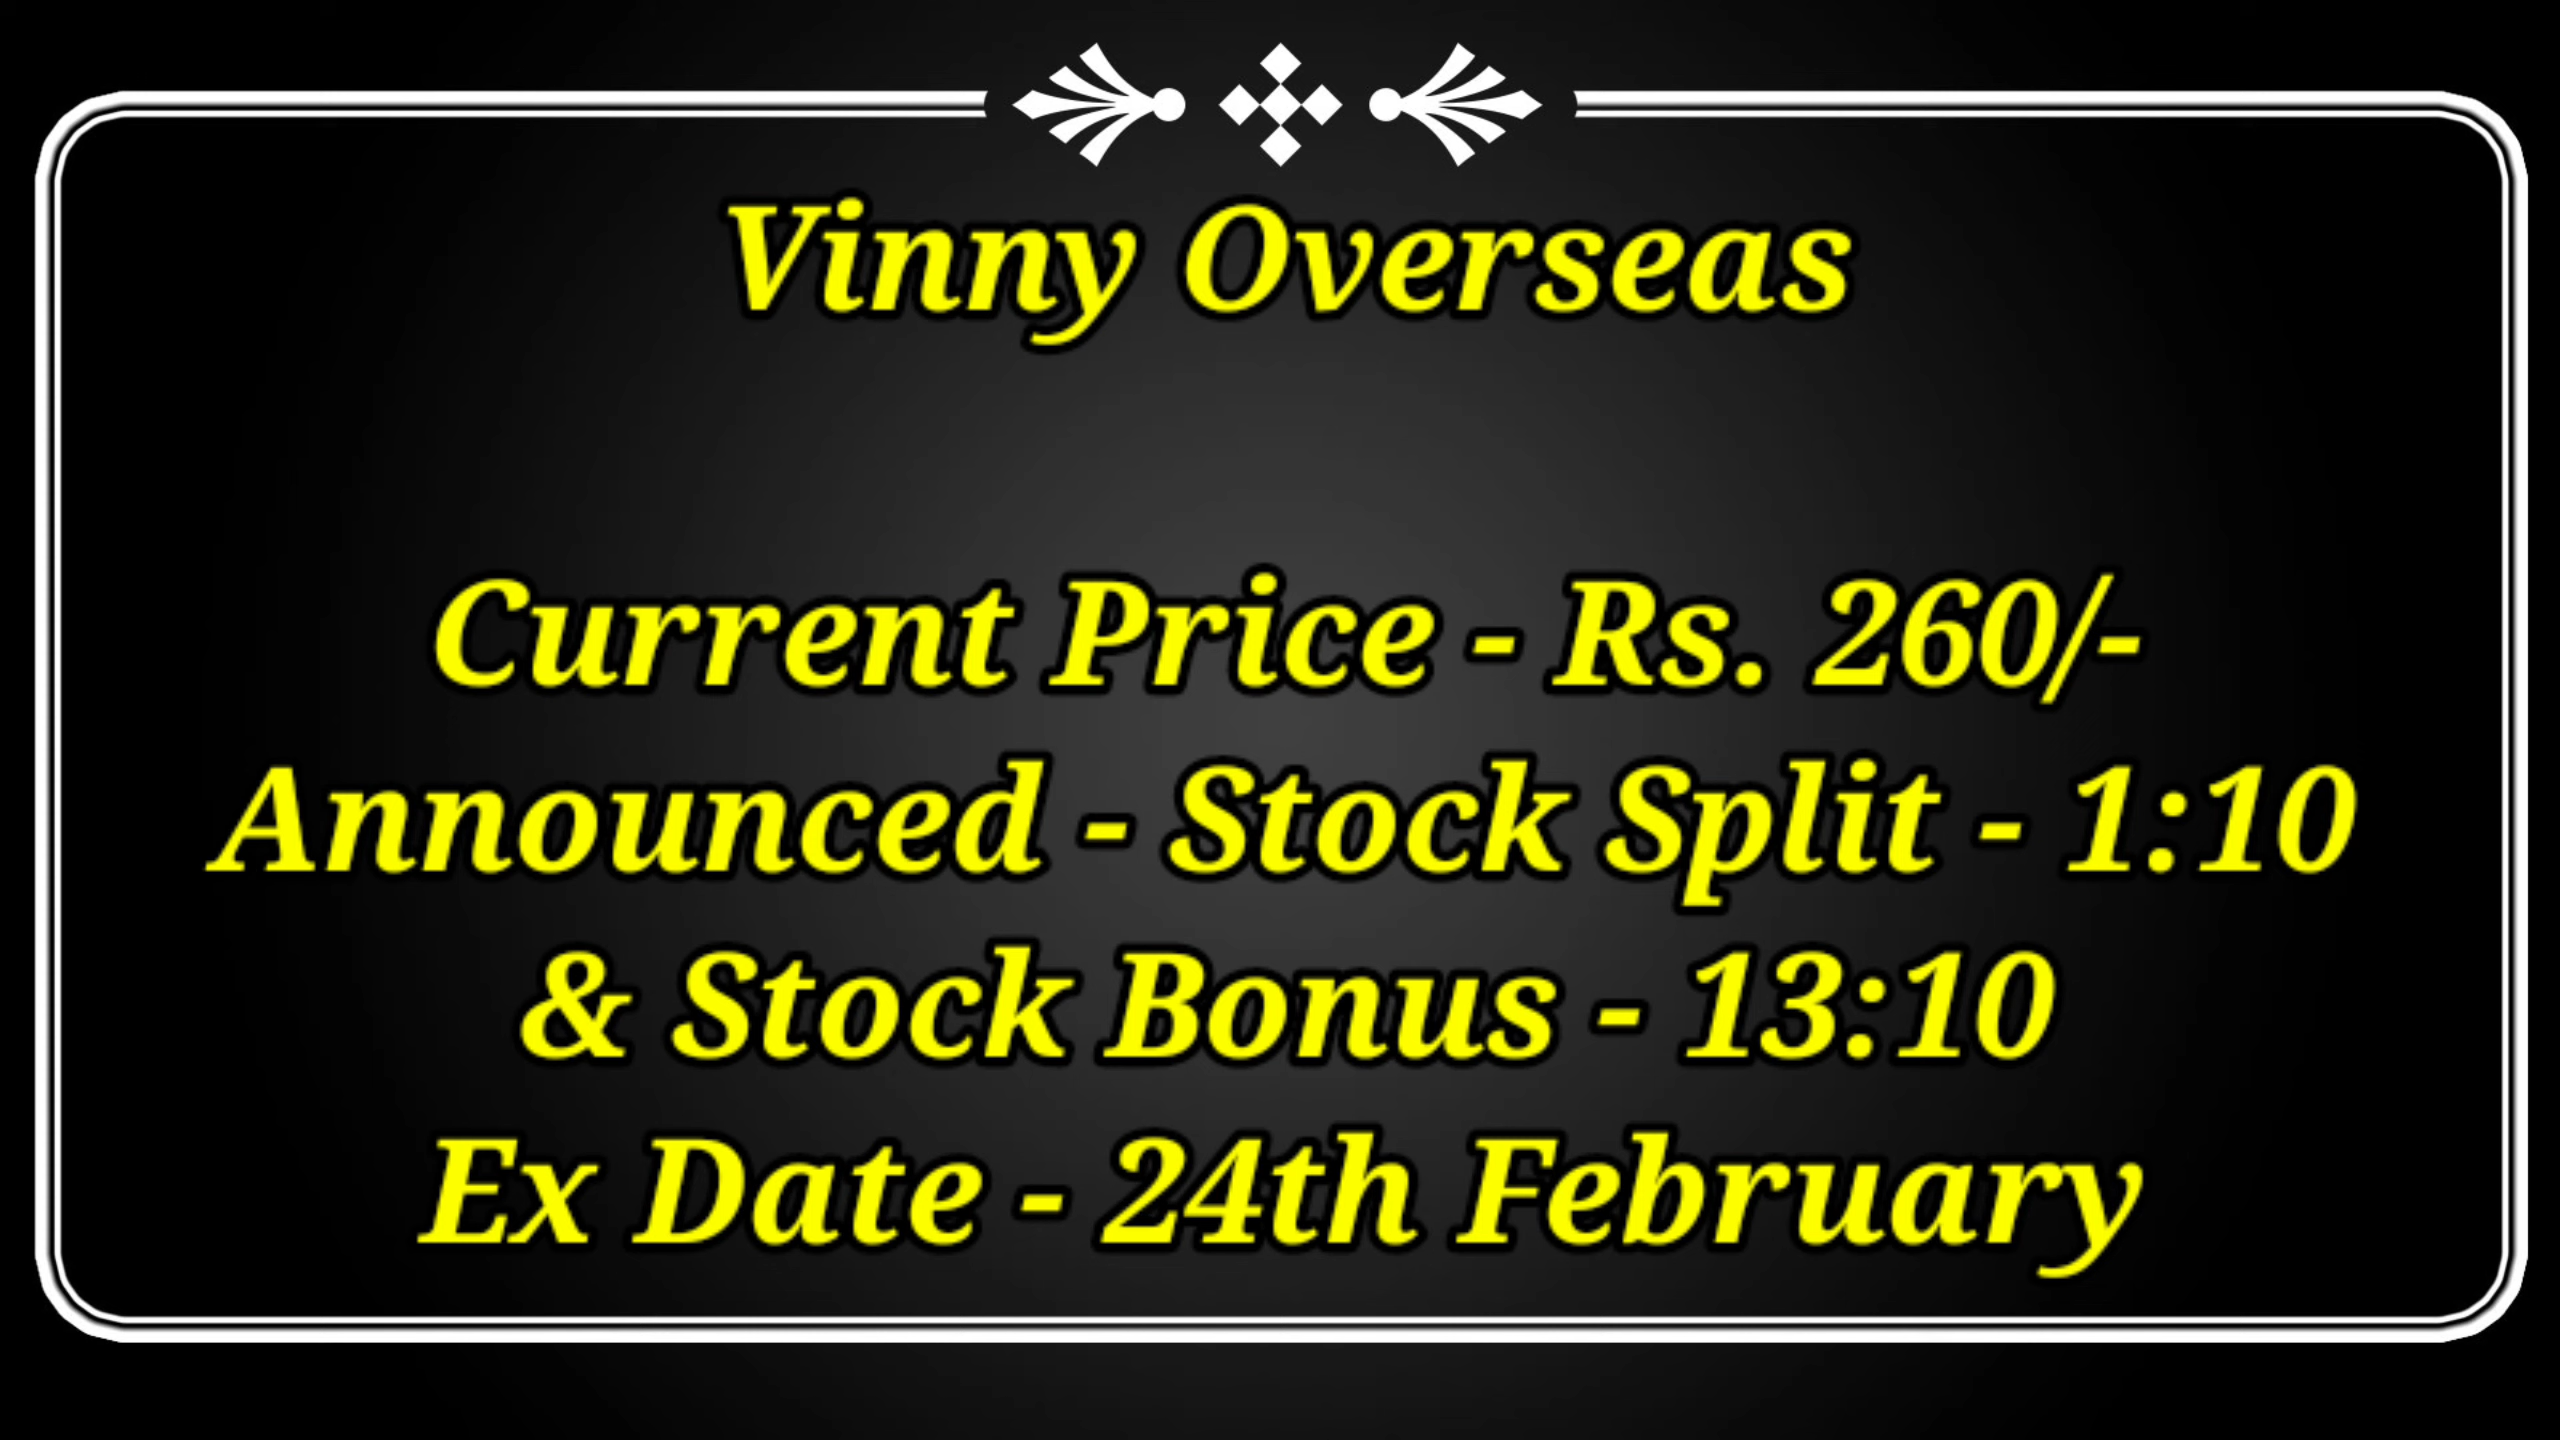 Vinny Overseas
Current Price - Rs. 260/-
Announced - Stock Split - 1:10
& Stock Bonus - 13:10
Ex Date - 24th February